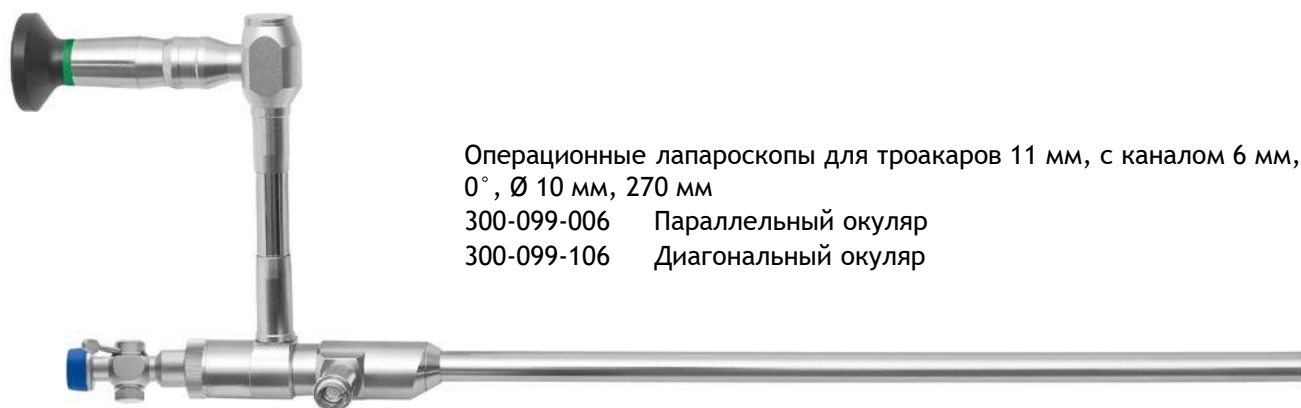 Операционные лапароскопы для троакаров 11 мм, с каналом 6 мм,
0°, Ø 10 мм, 270 мм
300-099-006 Параллельный окуляр
300-099-106 Диагональный окуляр